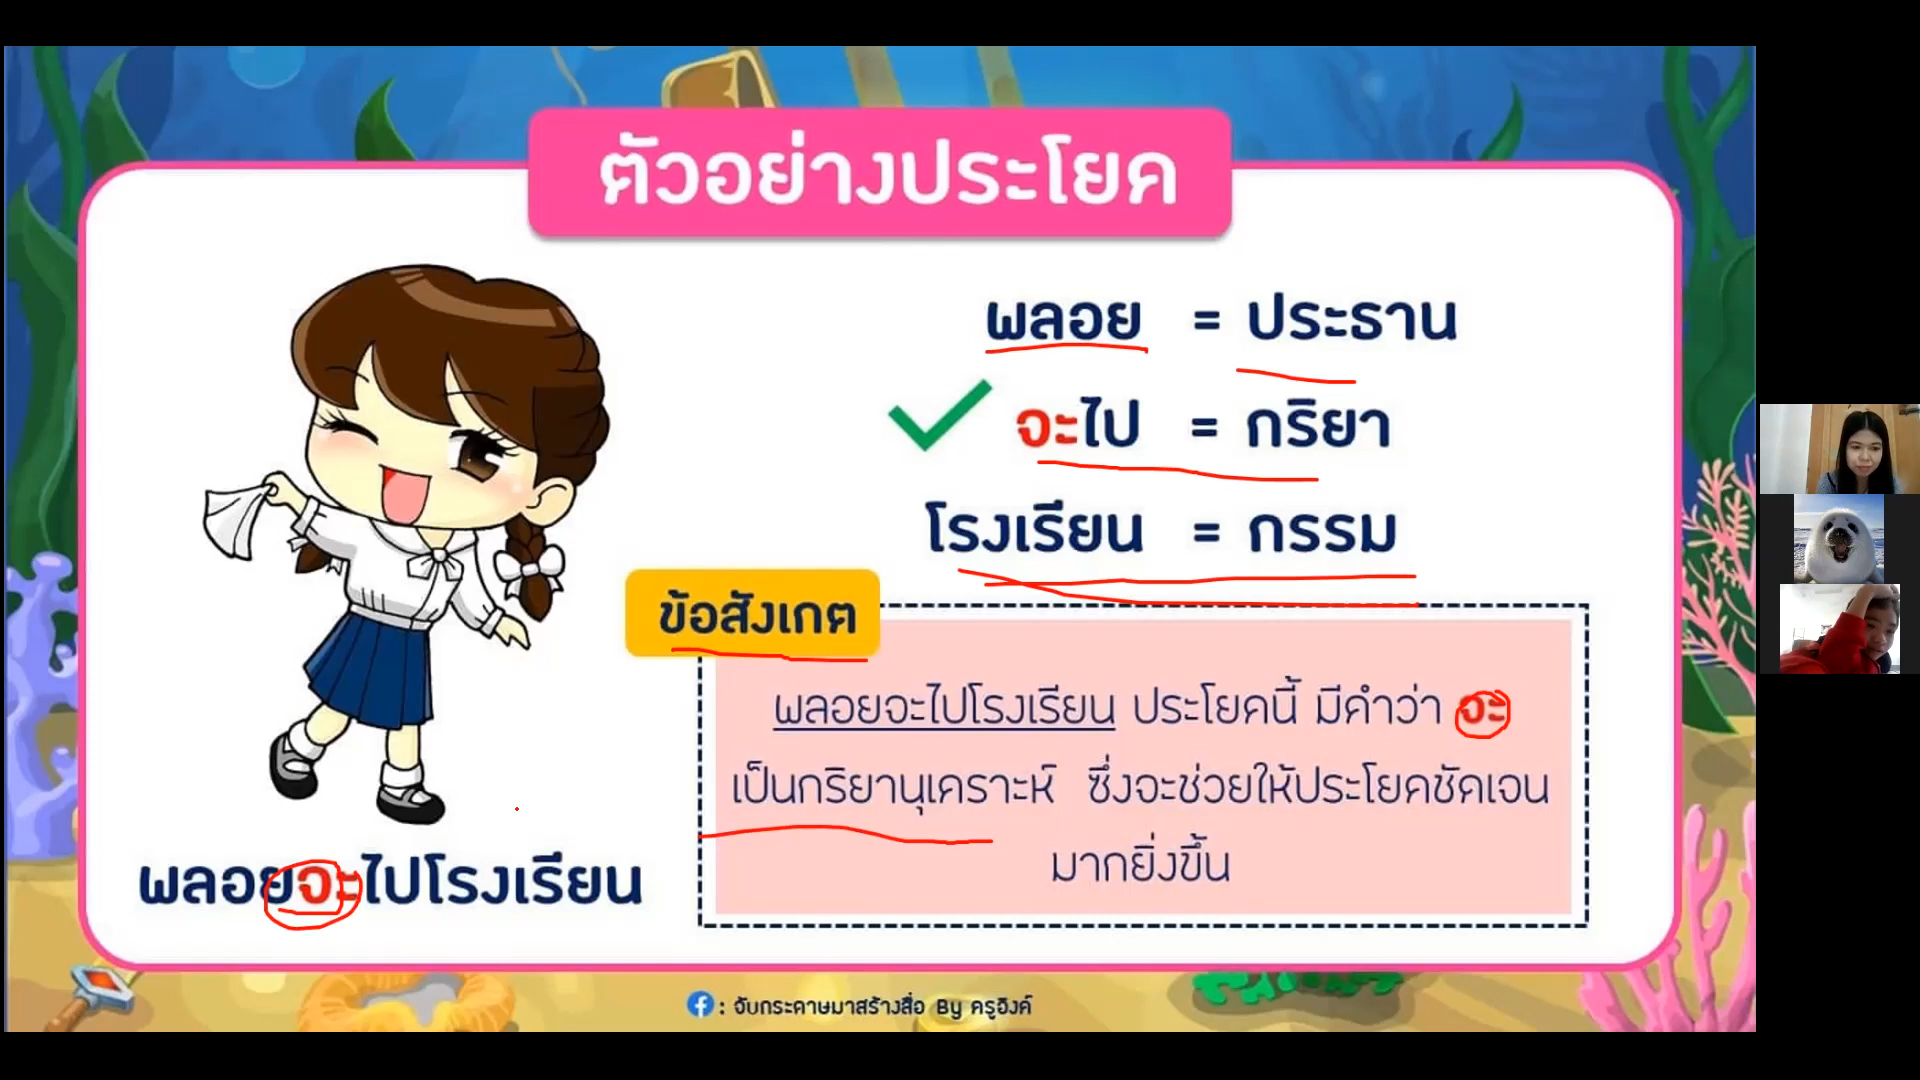 ตัวอย่างประโยค
พลอย = ประธาน
จะไป = กริยา
โรงเรียน = กรรม
ข้อสังเกต
พลอยจะไปโรงเรียน ประโยคนี้ มีคำว่า จะ
เป็นกริยานุเคราะห์ ซึ่งจะช่วยให้ประโยคชัดเจน
มากยิ่งขึ้น
พลอยจะไปโรงเรียน
: จับกระดาษมาสร้างสื่อ By ครูอิงค์